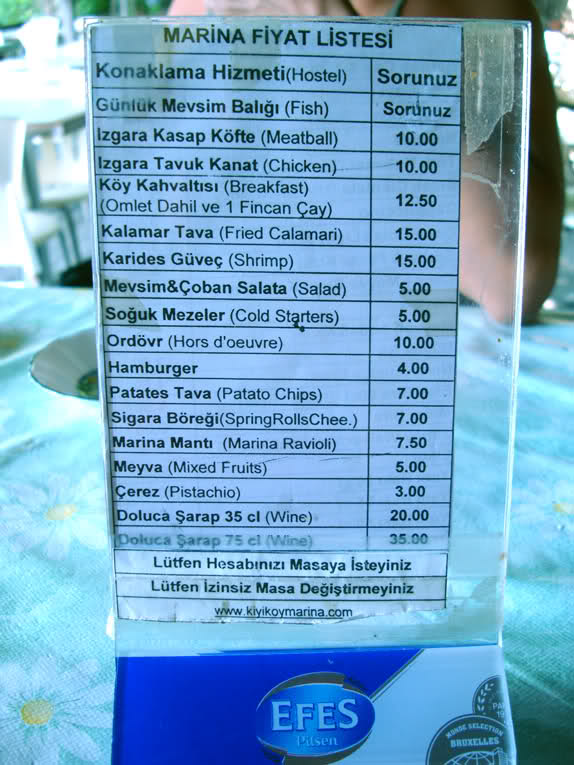 MARİNA FİYAT LİSTESİ
Konaklama Hizmeti(Hostel) Sorunuz
Günlük Mevsim Balığı (Fish) Sorunuz
Izgara Kasap Köfte (Meatball) 10.00
Izgara Tavuk Kanat (Chicken) 10.00
Köy Kahvaltısı (Breakfast)
(Omlet Dahil ve 1 Fincan Çay) 12.50
Kalamar Tava (Fried Calamari) 15.00
Karides Güveç (Shrimp) 15.00
Mevsim&Çoban Salata (Salad) 5.00
Soğuk Mezeler (Cold Starters) 5.00
Ordövr (Hors d'oeuvre) 10.00
Hamburger 4.00
Patates Tava (Patato Chips) 7.00
Sigara Böreği(SpringRollsChee.) 7.00
Marina Mantı (Marina Ravioli) 7.50
Meyva (Mixed Fruits) 5.00
Çerez (Pistachio) 3.00
Doluca Şarap 35 cl (Wine) 20.00
Doluca Şarap 75 cl (Wine) 35.00
Lütfen Hesabınızı Masaya İsteyiniz
Lütfen İzinsiz Masa Değiştirmeyiniz
www.kiyikoymarina.com
EFES
Pilsen
MONDE SELECTION
BRUXELLES